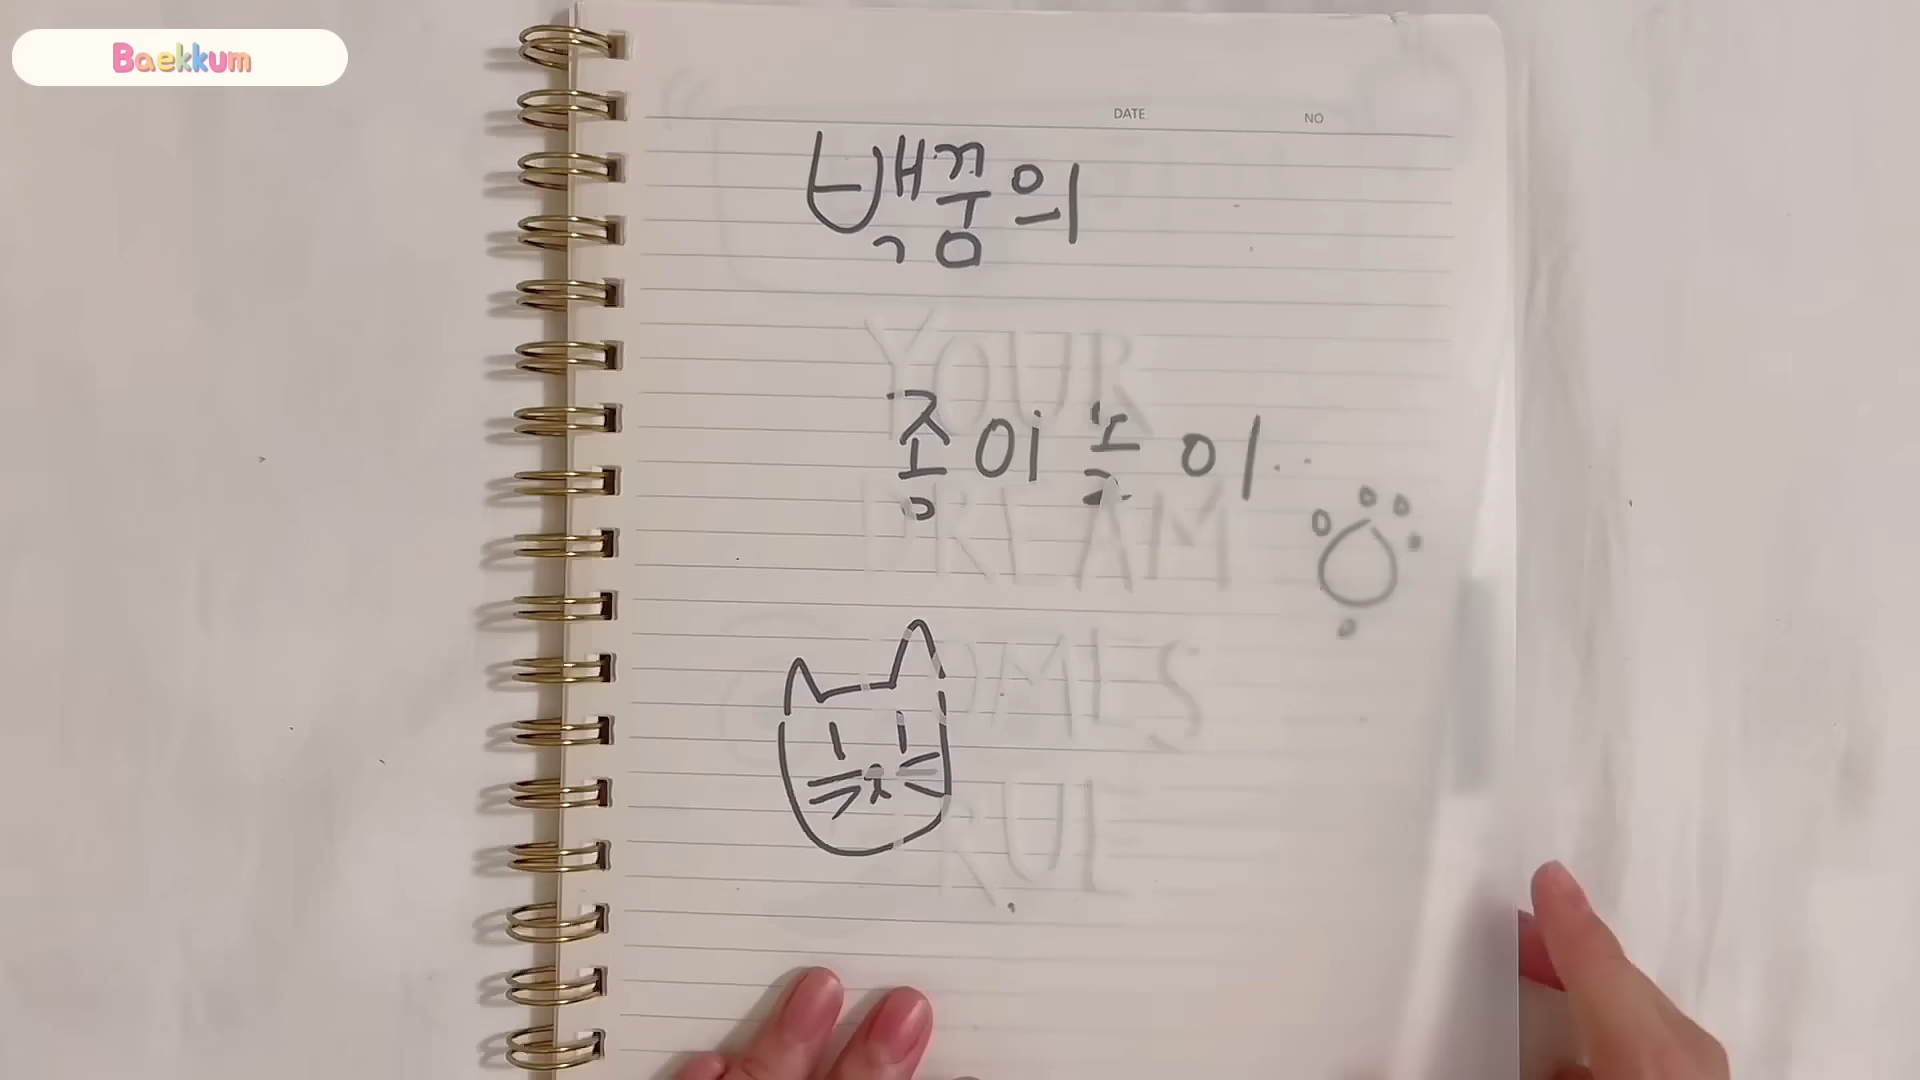 Baekkum
DATE NO
백꿈의
종이놀이
YOUR
DREAM
COMES
TRUE